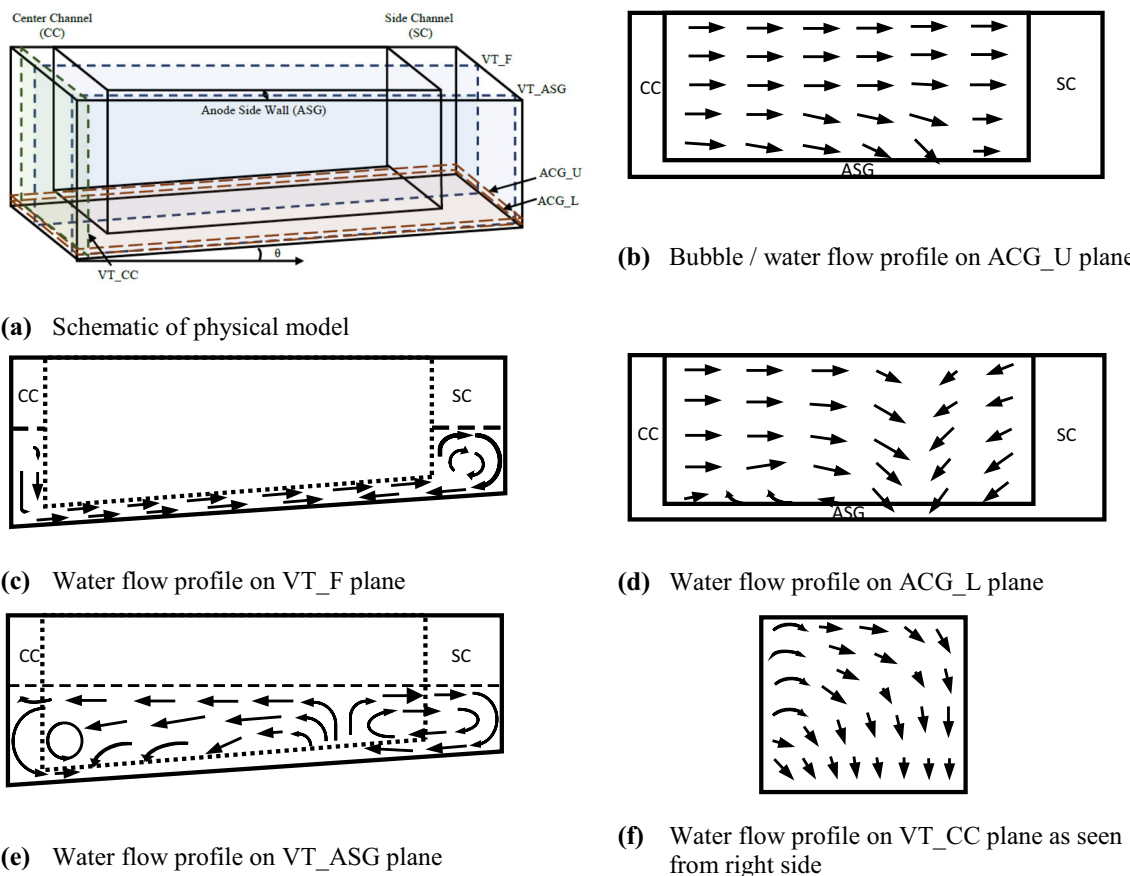 Center Channel
(CC)
Side Channel
(SC)
VT_F
VT_ASG
Anode Side Wall (ASG)
ACG_U
ACG_L
θ
VT_CC
(a) Schematic of physical model
CC
SC
ASG
(b) Bubble / water flow profile on ACG_U plane
CC
SC
(c) Water flow profile on VT_F plane
CC
SC
ASG
(d) Water flow profile on ACG_L plane
CC
SC
(e) Water flow profile on VT_ASG plane
(f) Water flow profile on VT_CC plane as seen
from right side